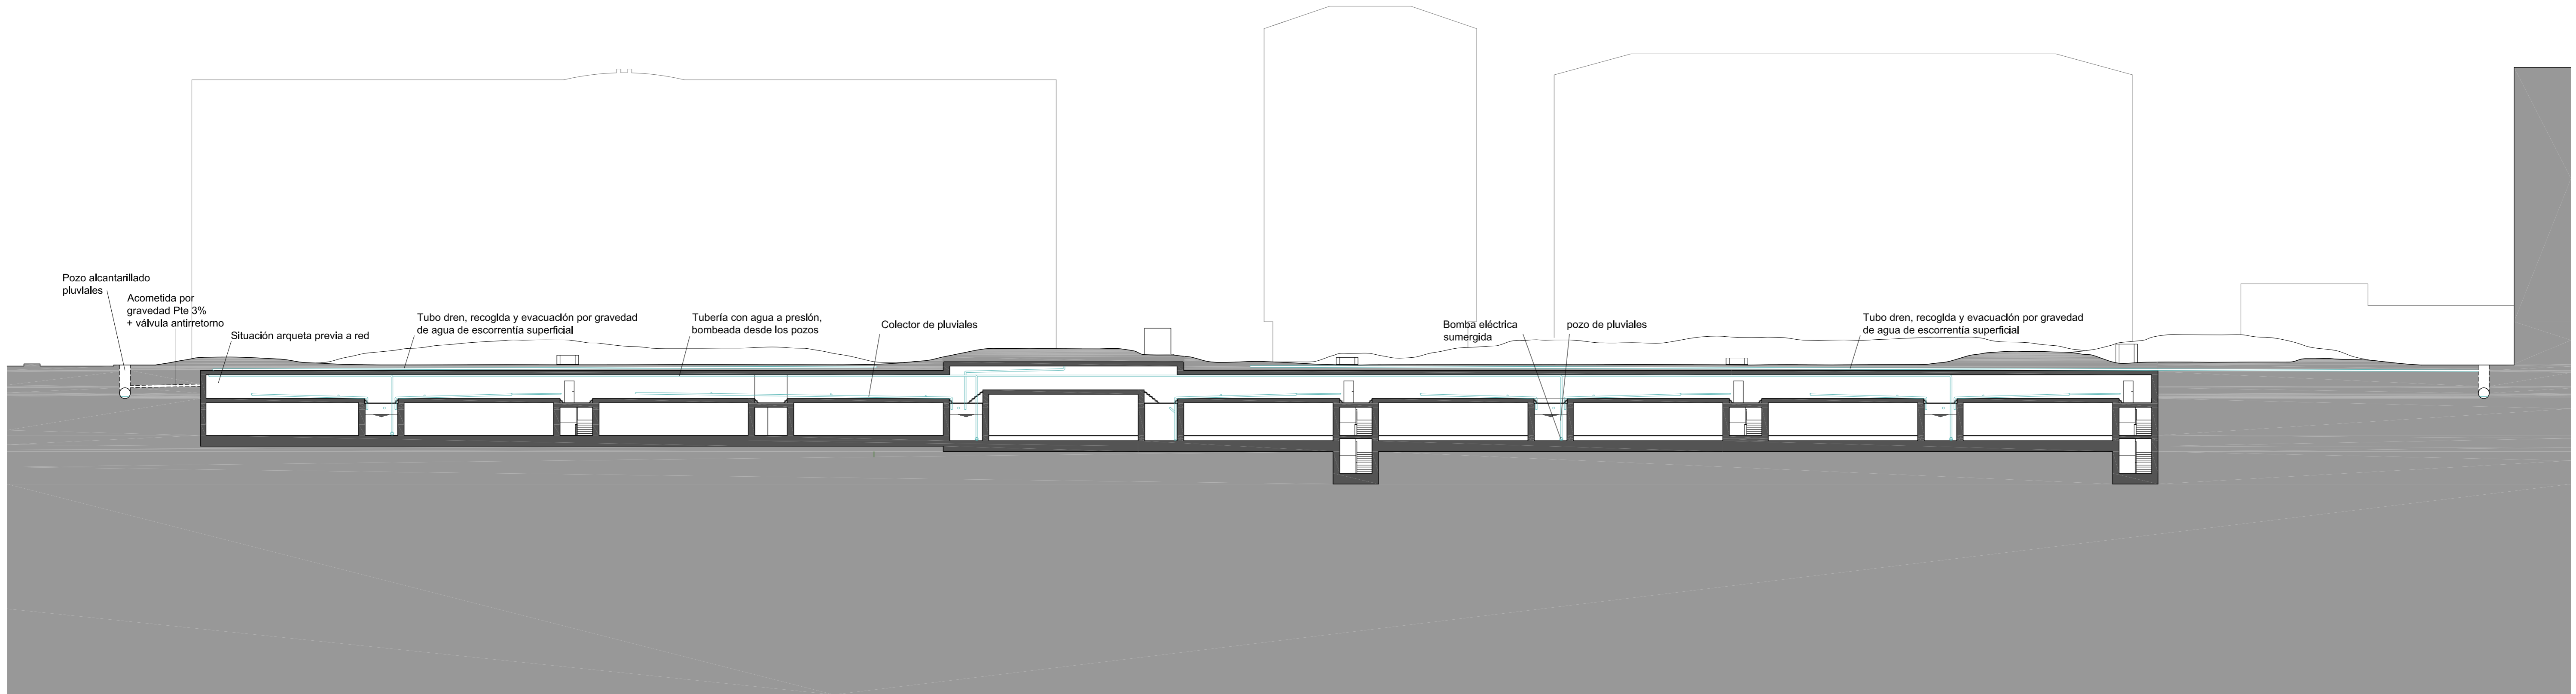 Pozo alcantarillado
pluviales
Acometida por
gravedad Pte 3%
+ válvula antirretorno
Situación arqueta previa a red
Tubo dren, recogida y evacuación por gravedad
de agua de escorrentía superficial
Tubería con agua a presión,
bombeada desde los pozos
Colector de pluviales
Bomba eléctrica
sumergida
pozo de pluviales
Tubo dren, recogida y evacuación por gravedad
de agua de escorrentía superficial